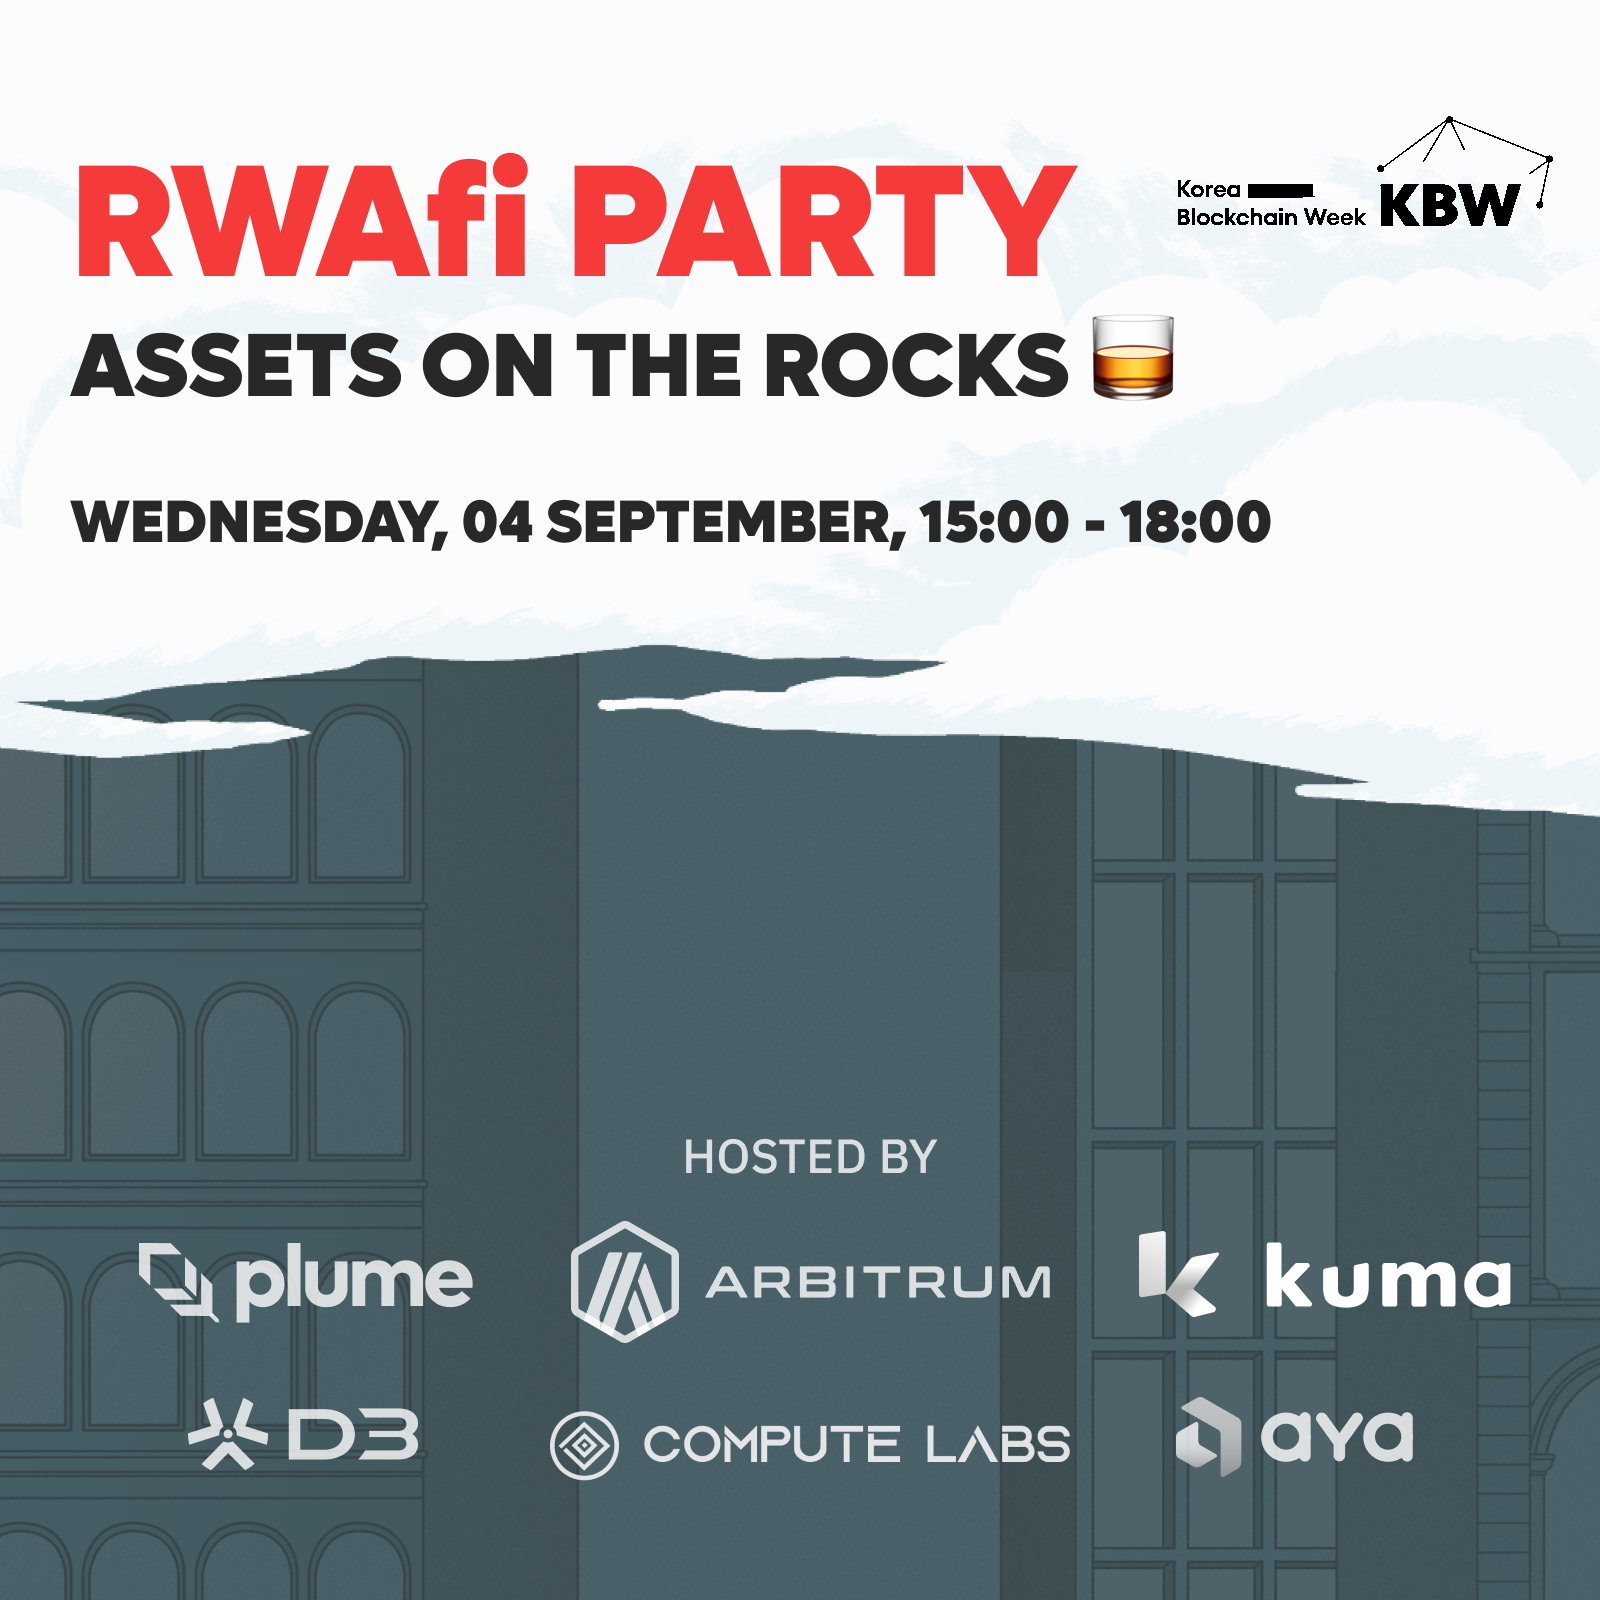 RWAfi PARTY
Korea
Blockchain Week
KBW
ASSETS ON THE ROCKS
WEDNESDAY, 04 SEPTEMBER, 15:00 - 18:00
HOSTED BY
plume
ARBITRUM
kuma
D3
COMPUTE LABS
aya